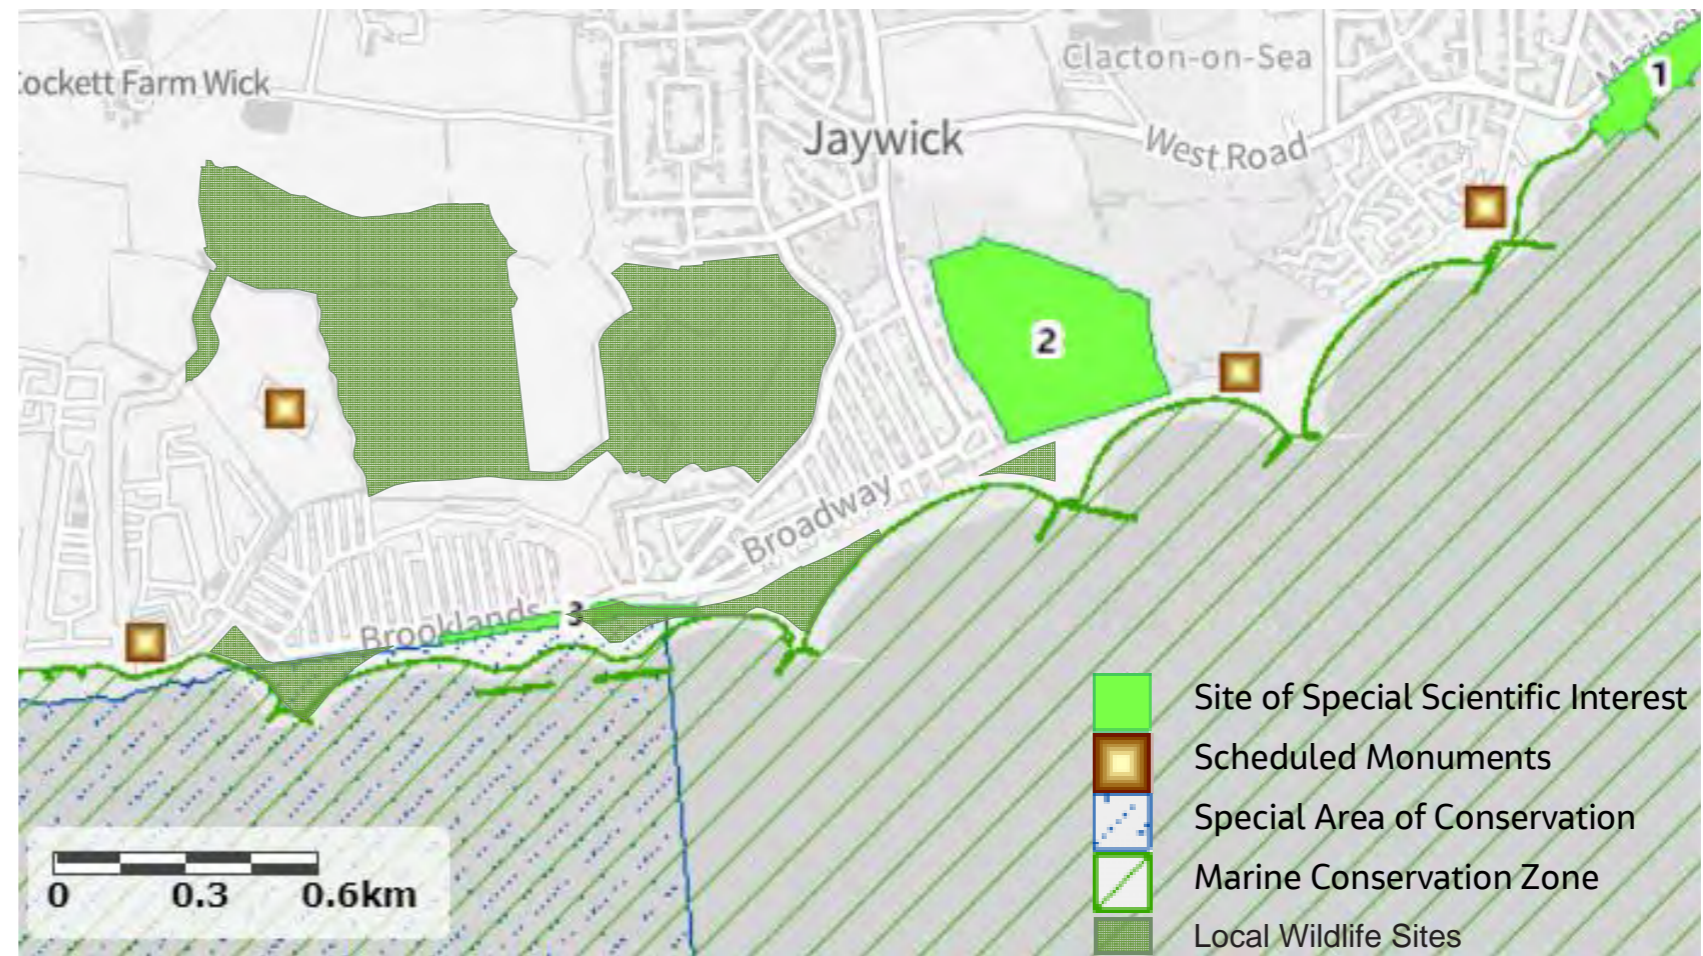 Clacton-on-Sea
Marine
1
ockett Farm Wick
Jaywick
West Road
2
Broadway
3
Brooklands
0 0.3 0.6km
Site of Special Scientific Interest
Scheduled Monuments
Special Area of Conservation
Marine Conservation Zone
Local Wildlife Sites